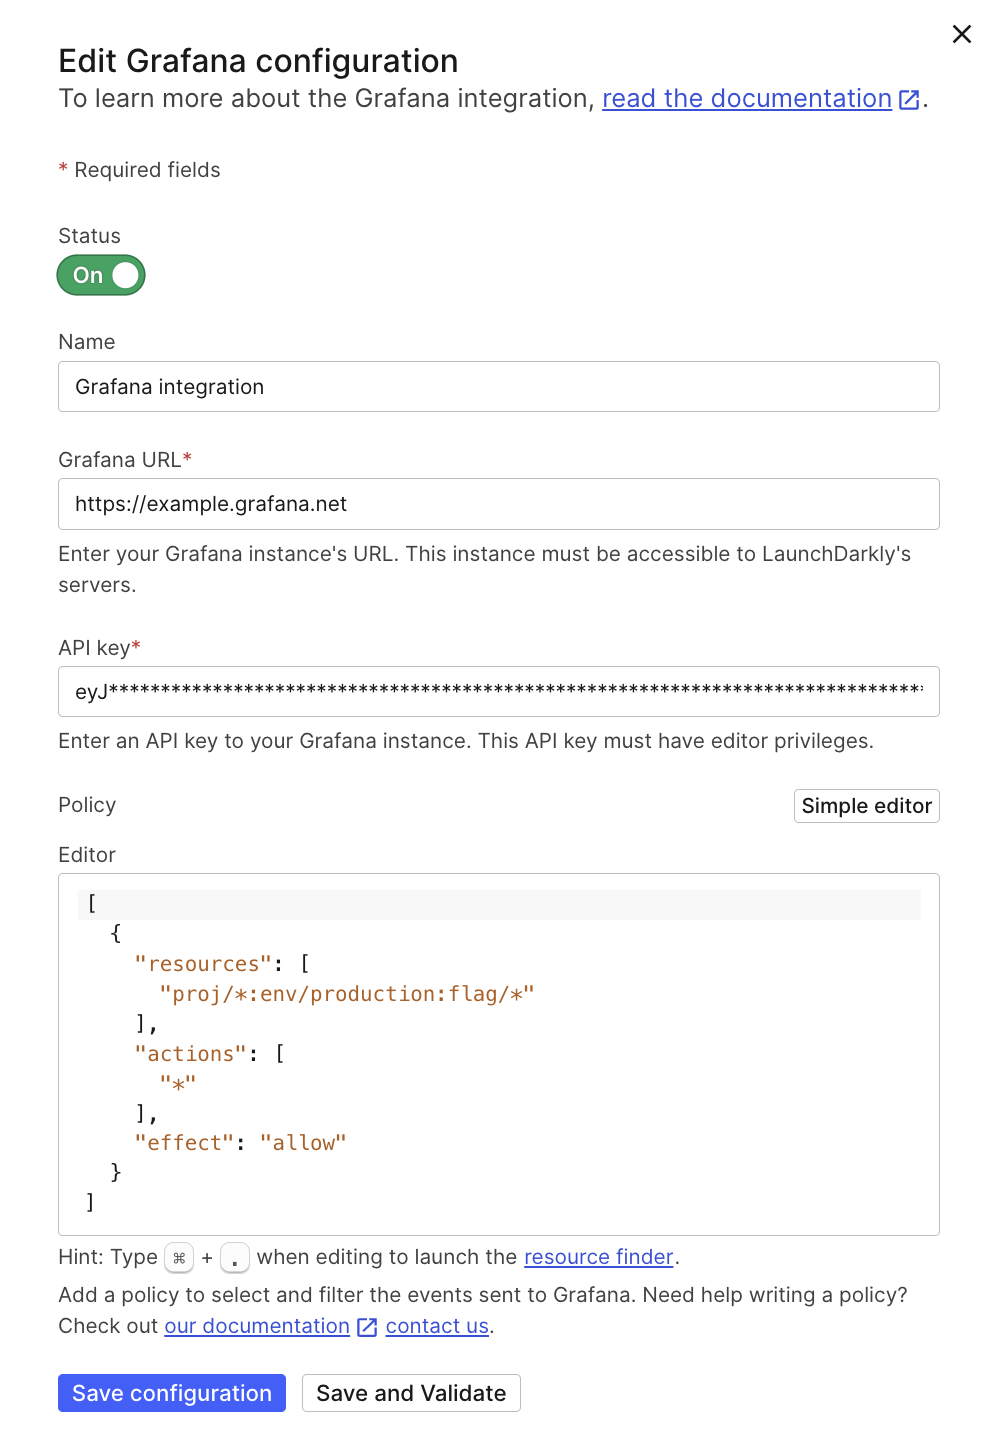 Edit Grafana configuration
To learn more about the Grafana integration, read the documentation.
* Required fields
Status
On
Name
Grafana integration
Grafana URL*
https://example.grafana.net
Enter your Grafana instance's URL. This instance must be accessible to LaunchDarkly's
servers.
API key*
eyJ******************************************************************************
Enter an API key to your Grafana instance. This API key must have editor privileges.
Policy
Simple editor
Editor
[
  {
    "resources": [
      "proj/*:env/production:flag/*"
    ],
    "actions": [
      "*"
    ],
    "effect": "allow"
  }
]
Hint: Type ⌘ + . when editing to launch the resource finder.
Add a policy to select and filter the events sent to Grafana. Need help writing a policy?
Check out our documentation contact us.
Save configuration
Save and Validate